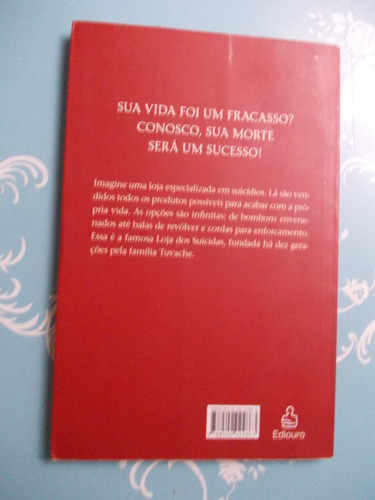 SUA VIDA FOI UM FRACASSO?
CONOSCO, SUA MORTE
SERÁ UM SUCESSO!
Imagine uma loja especializada em suicídios. Lá são ven-
didos todos os produtos possíveis para acabar com a pró-
pria vida. As opções são infinitas: de bombons envene-
nados até balas de revólver e cordas para enforcamento.
Essa é a famosa Loja dos Suicidas, fundada há dez gera-
ções pela família Tuvache.
Ediouro